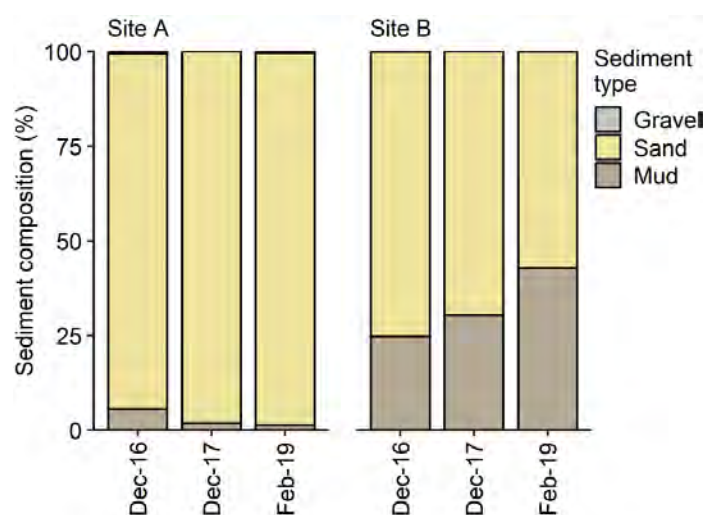 Site A
Site B
Sediment composition (%)
100
75
50
25
0
Dec-16
Dec-17
Feb-19
Dec-16
Dec-17
Feb-19
Sediment
type
Gravel
Sand
Mud